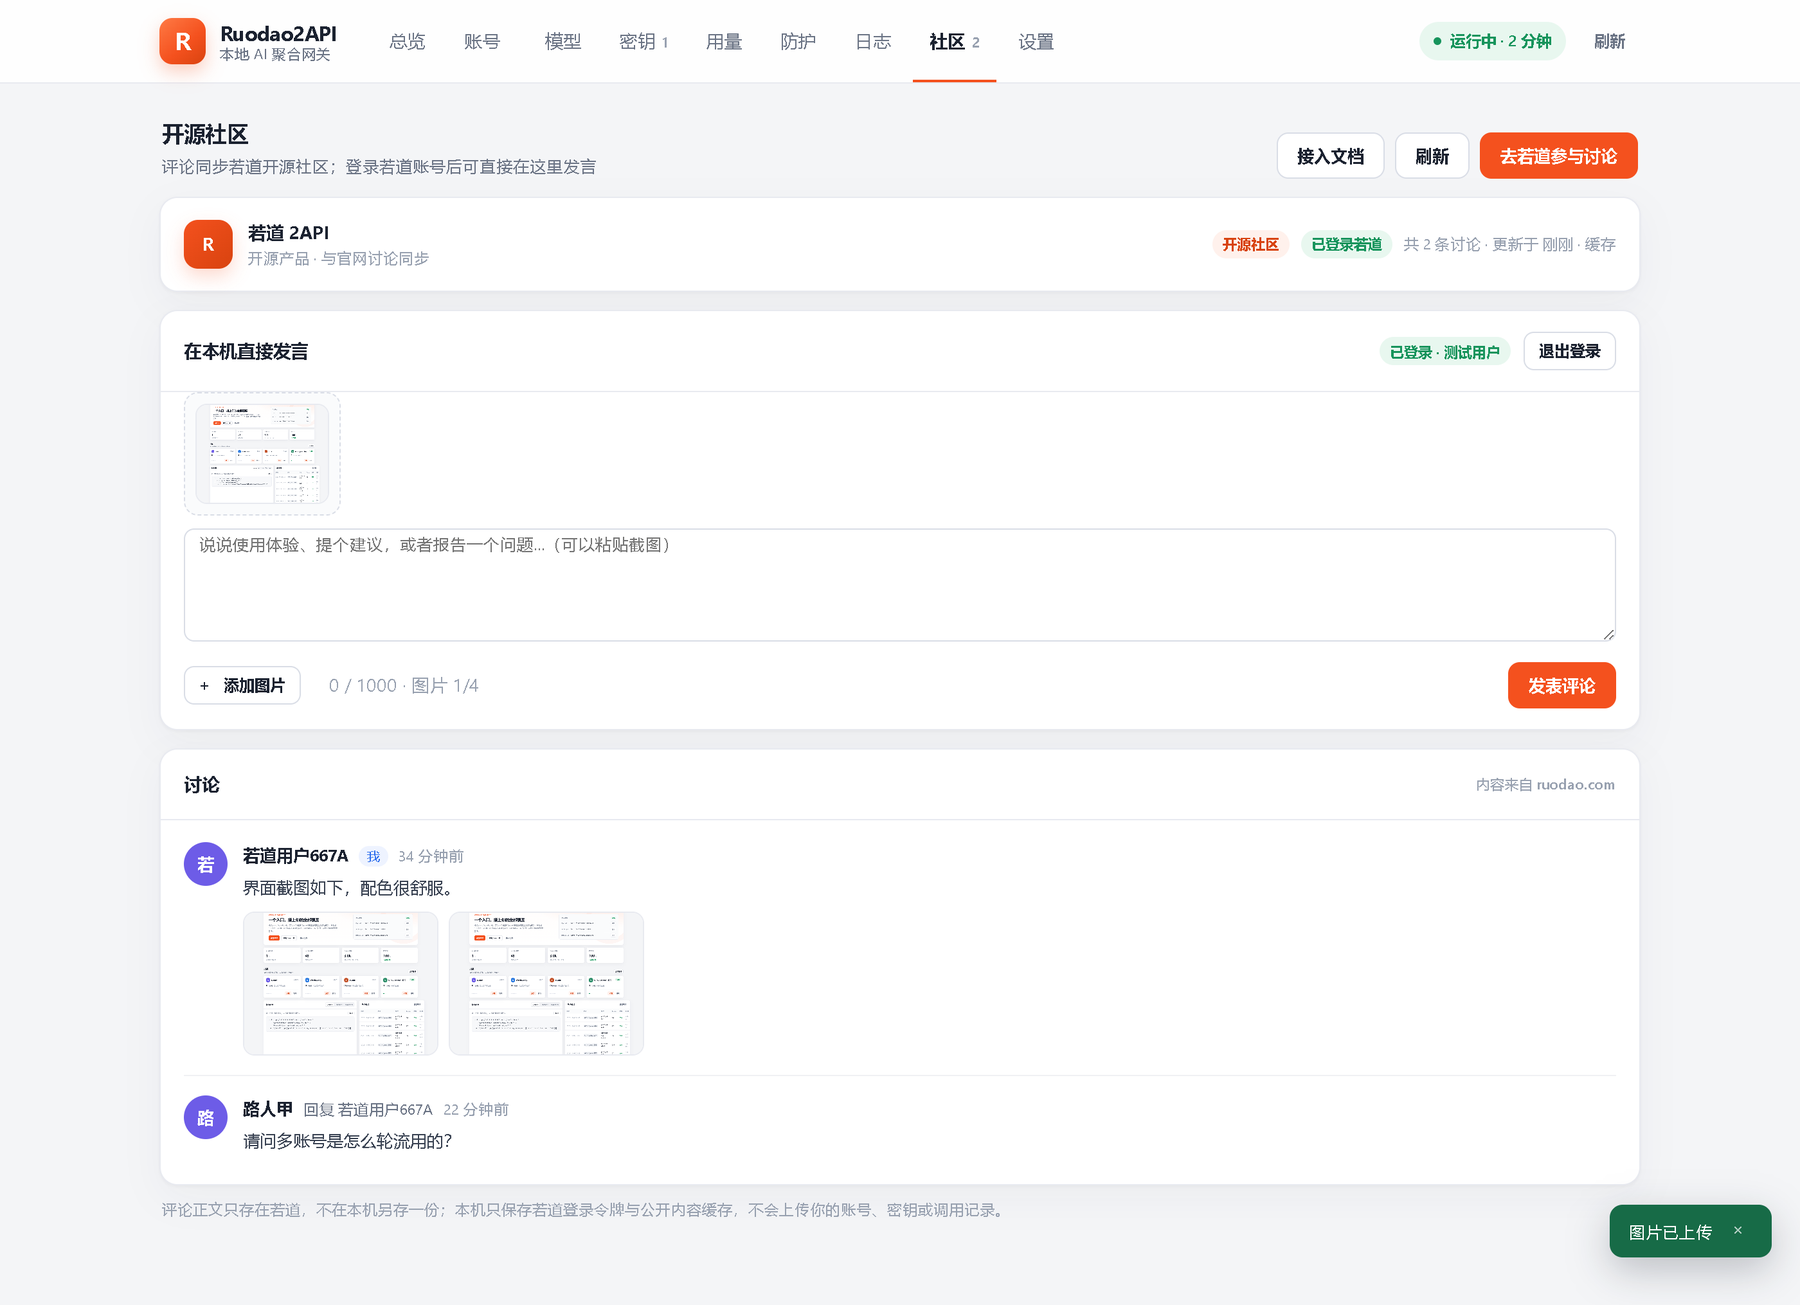 R
Ruodao2API
本地 AI 聚合网关
总览
账号
模型
密钥 1
用量
防护
日志
社区 2
设置
运行中 · 2 分钟
刷新
开源社区
评论同步若道开源社区；登录若道账号后可直接在这里发言
接入文档
刷新
去若道参与讨论
R
若道 2API
开源产品 · 与官网讨论同步
开源社区
已登录若道
共 2 条讨论 · 更新于 刚刚 · 缓存
在本机直接发言
已登录 · 测试用户
退出登录
说说使用体验、提个建议，或者报告一个问题...（可以粘贴截图）
+ 添加图片
0 / 1000 · 图片 1/4
发表评论
讨论
内容来自 ruodao.com
若
若道用户667A 我 34 分钟前
界面截图如下，配色很舒服。
路
路人甲 回复 若道用户667A 22 分钟前
请问多账号是怎么轮流用的？
评论正文只存在若道，不在本机另存一份；本机只保存若道登录令牌与公开内容缓存，不会上传你的账号、密钥或调用记录。
图片已上传 ×